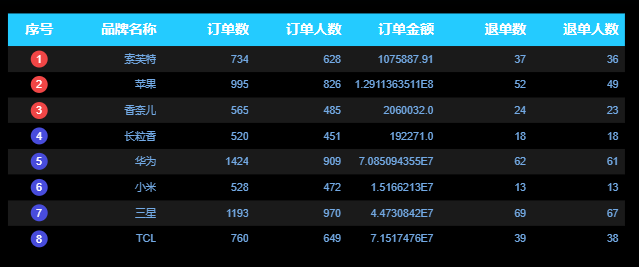 序号 品牌名称 订单数 订单人数 订单金额 退单数 退单人数
1 索芙特 734 628 1075887.91 37 36
2 苹果 995 826 1.2911363511E8 52 49
3 香奈儿 565 485 2060032.0 24 23
4 长粒香 520 451 192271.0 18 18
5 华为 1424 909 7.085094355E7 62 61
6 小米 528 472 1.5166213E7 13 13
7 三星 1193 970 4.4730842E7 69 67
8 TCL 760 649 7.1517476E7 39 38